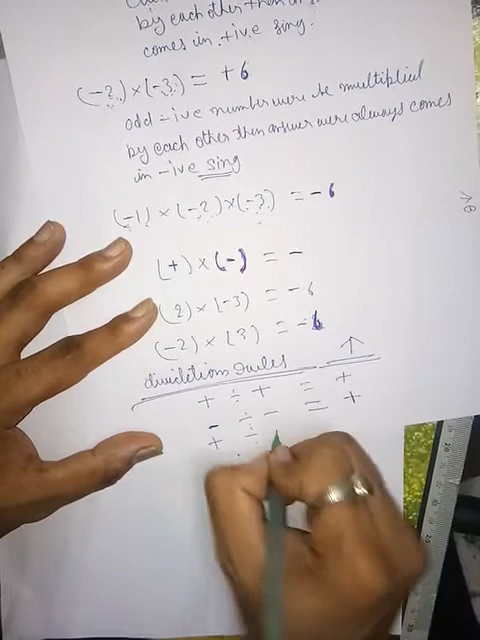 by each other then
comes in +ive sing.
(-2) × (-3) = +6
odd -ive number were be multiplied
by each other then answer were always comes
in -ive sing
(-1) × (-2) × (-3) = -6
(+) × (-) = -
(2) × (-3) = -6
(-2) × (3) = -6
dividetions rules ↑
+ ÷ + = +
- ÷ - = +
+ ÷